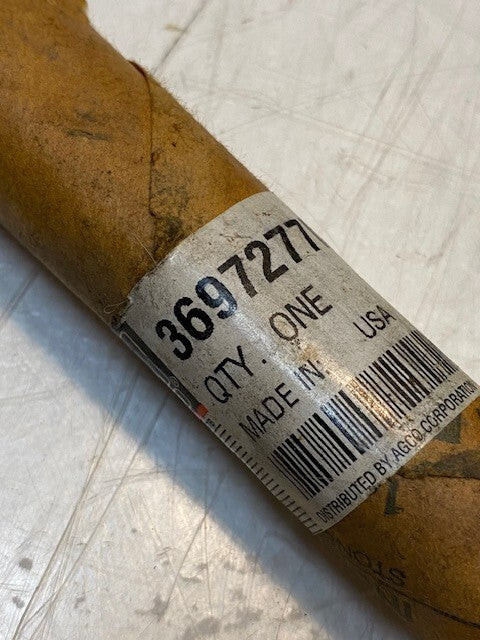 3697277
QTY. ONE
MADE IN: USA
DISTRIBUTED BY AGCO CORPORATION